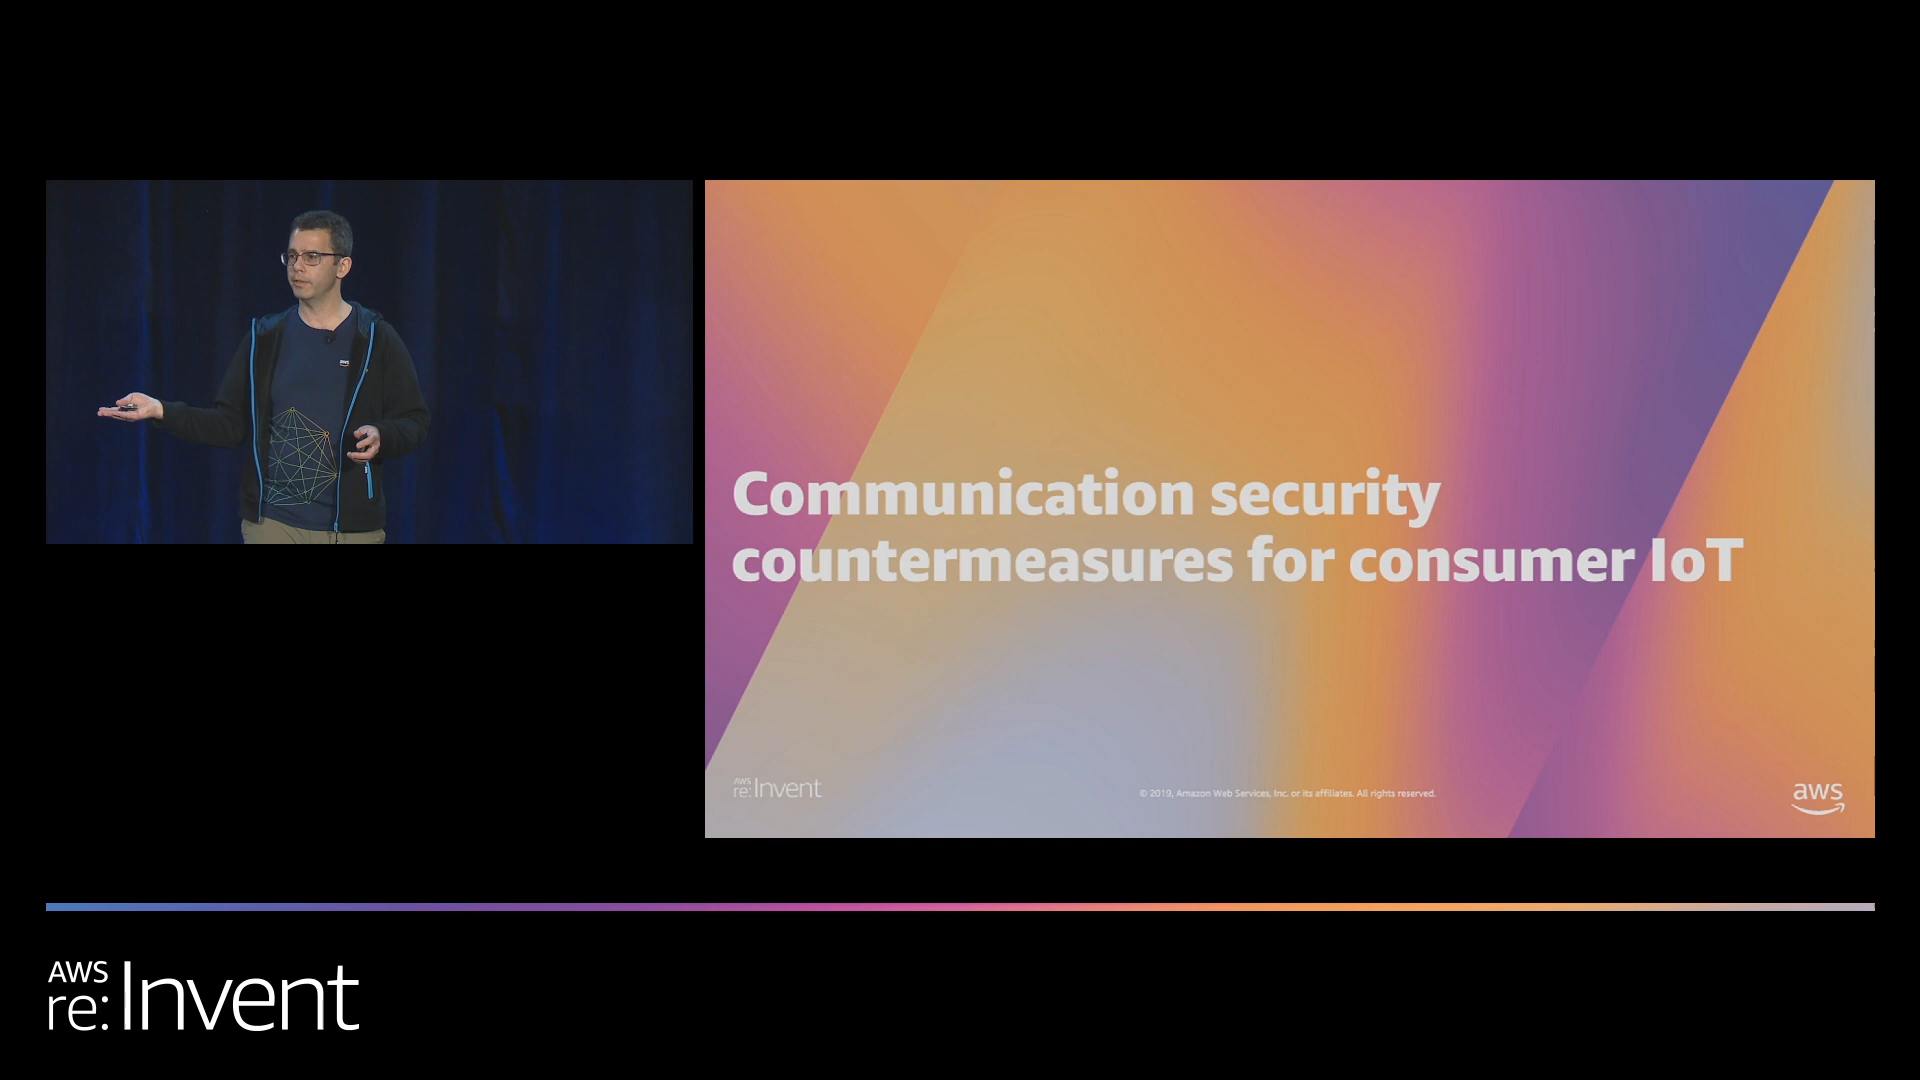 aws
Communication security
countermeasures for consumer IoT
AWS
re:Invent
© 2019, Amazon Web Services, Inc. or its affiliates. All rights reserved.
aws
AWS
re:Invent